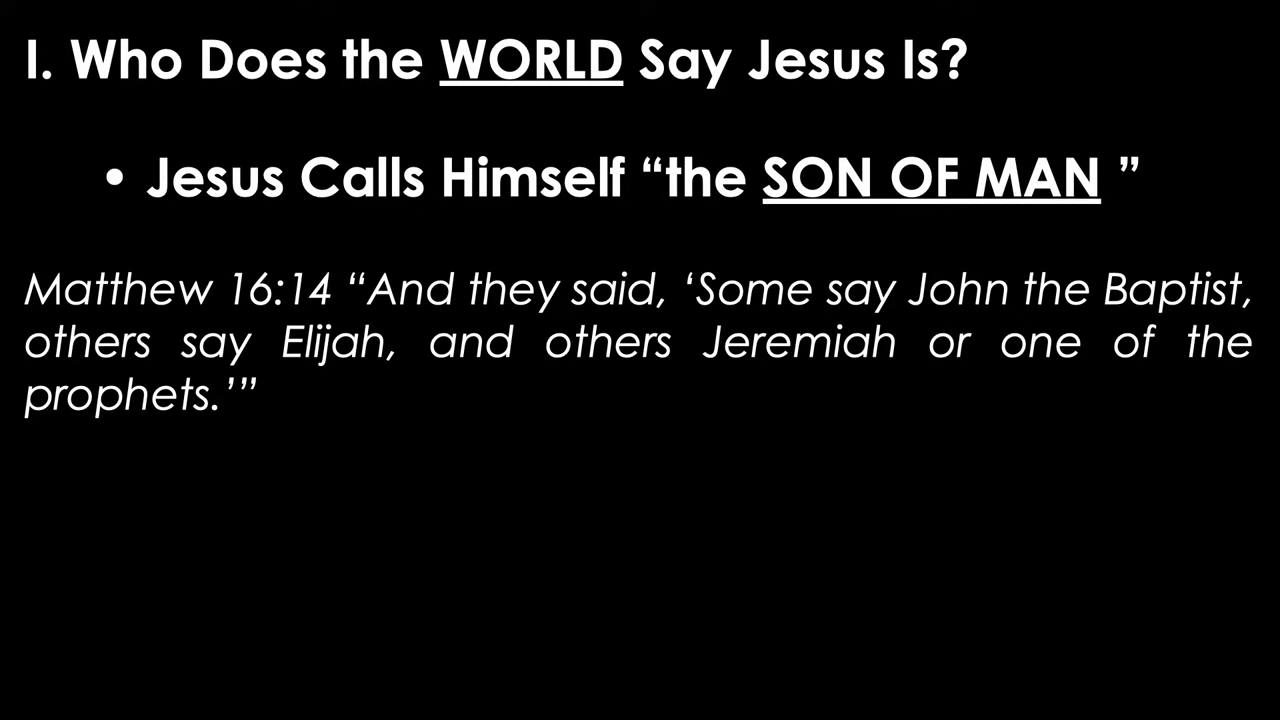 I. Who Does the WORLD Say Jesus Is?
• Jesus Calls Himself “the SON OF MAN ”
Matthew 16:14 “And they said, ‘Some say John the Baptist,
others say Elijah, and others Jeremiah or one of the
prophets.’”